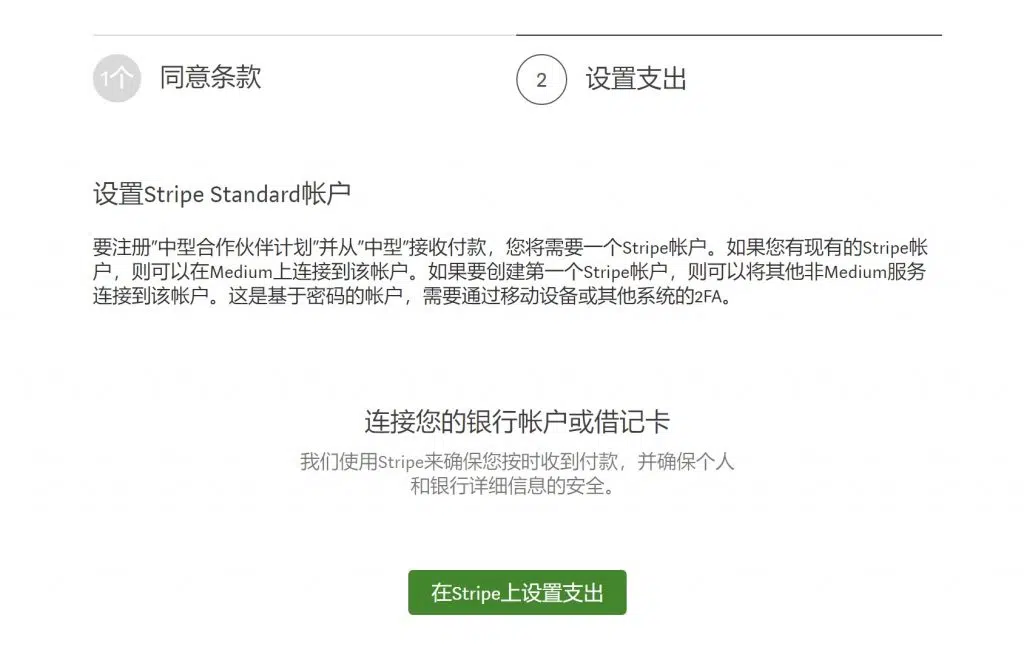 1个 同意条款 2 设置支出
设置Stripe Standard帐户
要注册"中型合作伙伴计划"并从"中型"接收付款，您将需要一个Stripe帐户。如果您有现有的Stripe帐
户，则可以在Medium上连接到该帐户。如果要创建第一个Stripe帐户，则可以将其他非Medium服务
连接到该帐户。这是基于密码的帐户，需要通过移动设备或其他系统的2FA。
连接您的银行帐户或借记卡
我们使用Stripe来确保您按时收到付款，并确保个人
和银行详细信息的安全。
在Stripe上设置支出